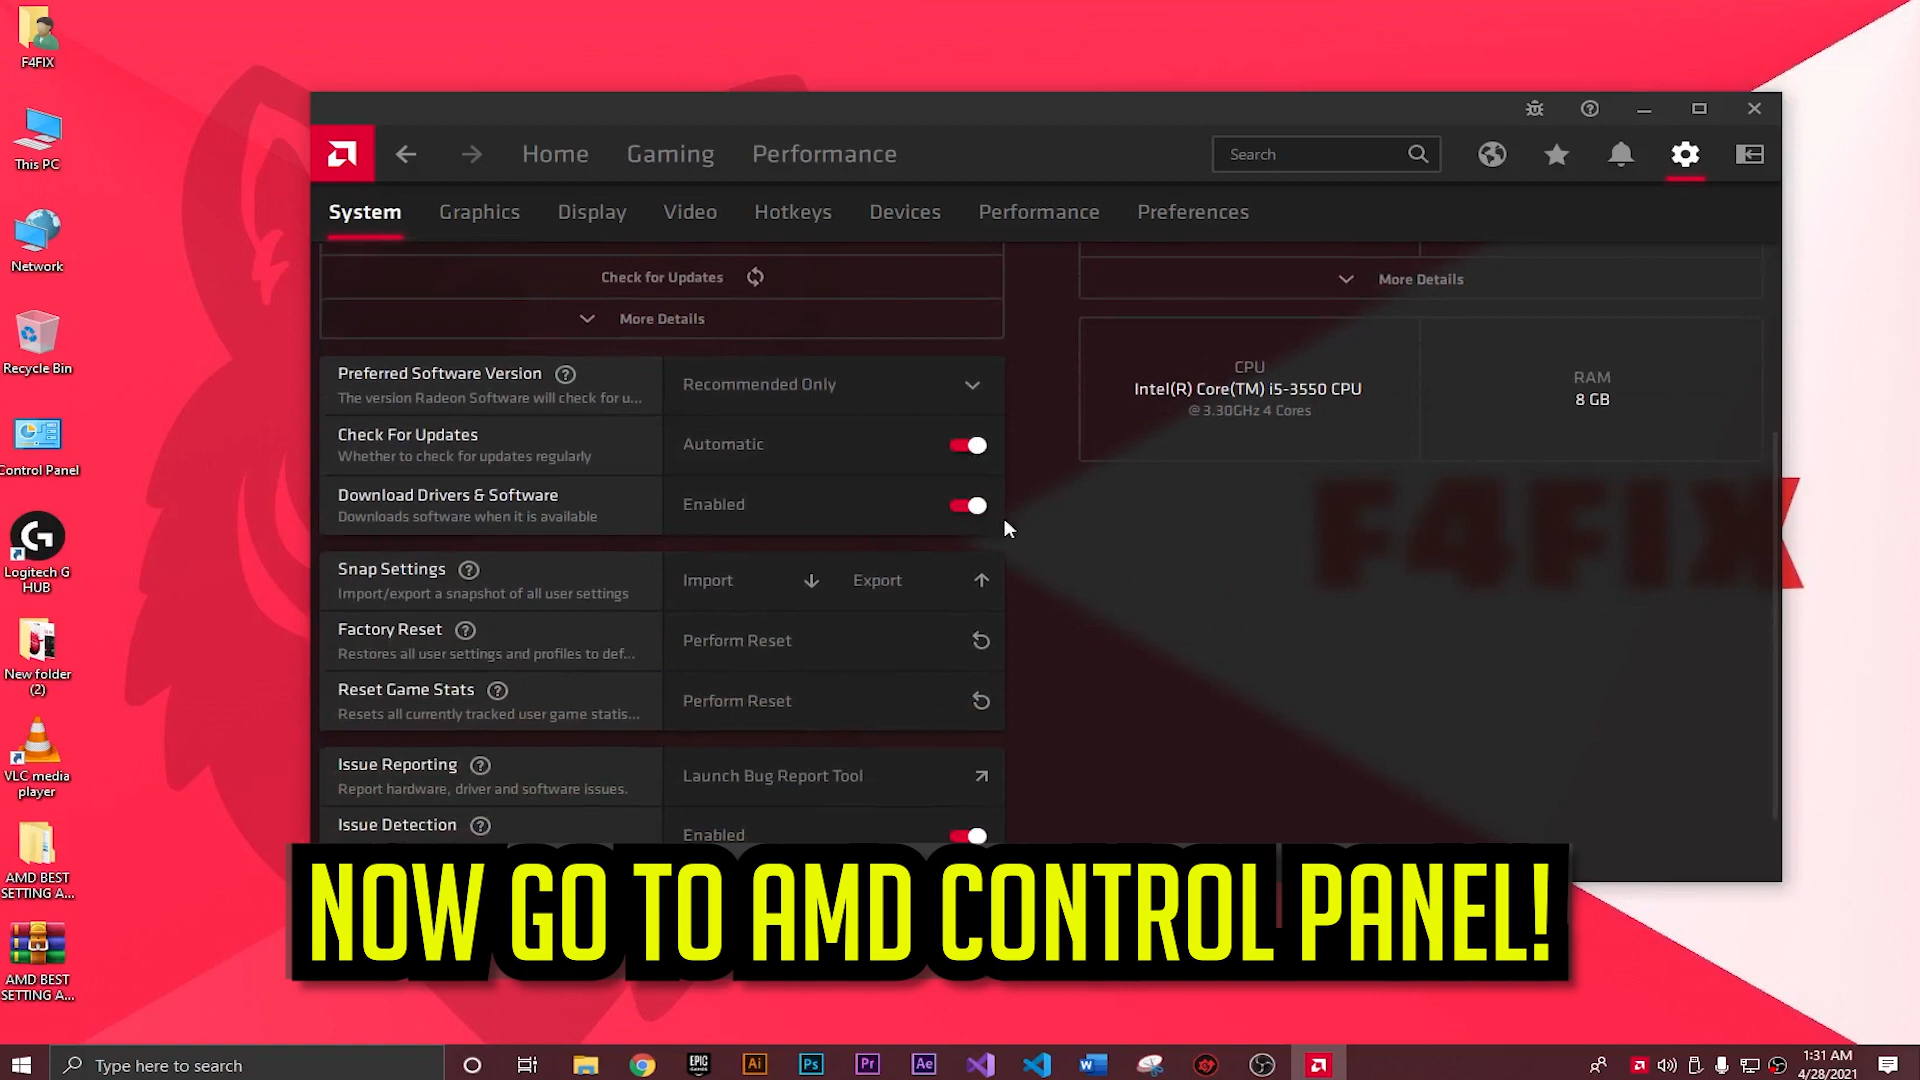 F4FIX
This PC
Network
Recycle Bin
Control Panel
Logitech G
HUB
New folder
(2)
VLC media
player
AMD BEST
SETTING A...
AMD BEST
SETTING A...
Home
Gaming
Performance
Search
System
Graphics
Display
Video
Hotkeys
Devices
Performance
Preferences
Check for Updates
More Details
Preferred Software Version
The version Radeon Software will check for u...
Recommended Only
Check For Updates
Whether to check for updates regularly
Automatic
Download Drivers & Software
Downloads software when it is available
Enabled
Snap Settings
Import/export a snapshot of all user settings
Import
Export
Factory Reset
Restores all user settings and profiles to def...
Perform Reset
Reset Game Stats
Resets all currently tracked user game statis...
Perform Reset
Issue Reporting
Report hardware, driver and software issues.
Launch Bug Report Tool
Issue Detection
Enabled
More Details
CPU
Intel(R) Core(TM) i5-3550 CPU
@ 3.30GHz 4 Cores
RAM
8 GB
F4FIX
NOW GO TO AMD CONTROL PANEL!
Type here to search
EPIC
GAMES
Ai
Ps
Pr
Ae
W
1:31 AM
4/28/2021